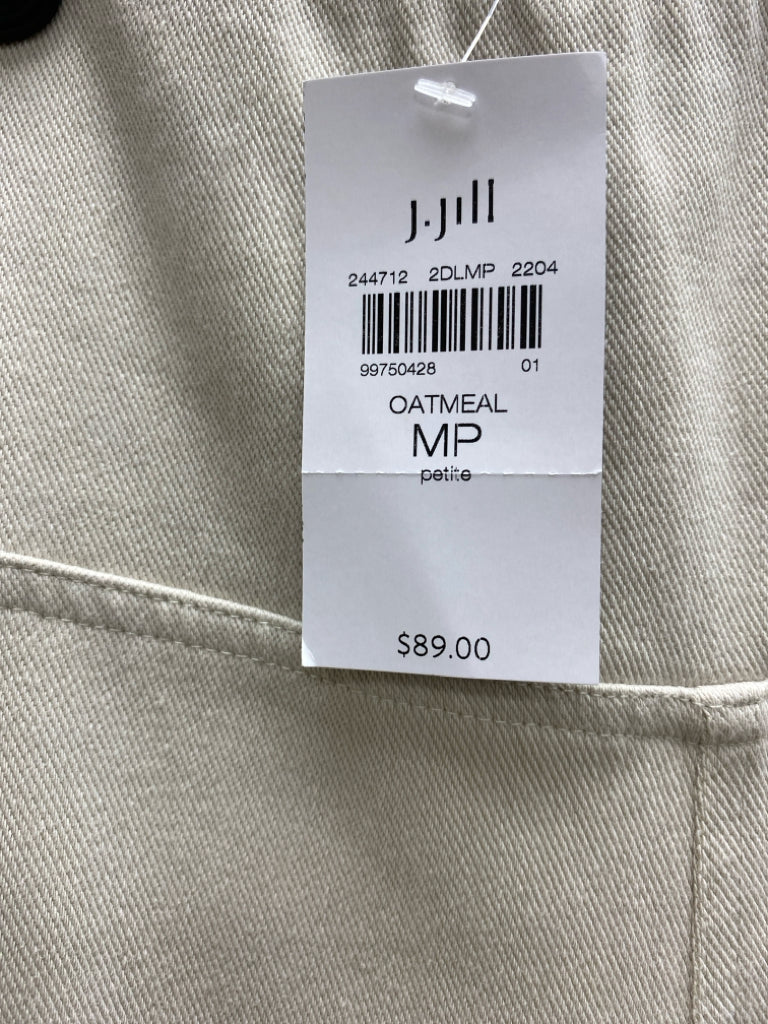 J.Jill
244712 2DLMP 2204
99750428 01
OATMEAL
MP
petite
$89.00